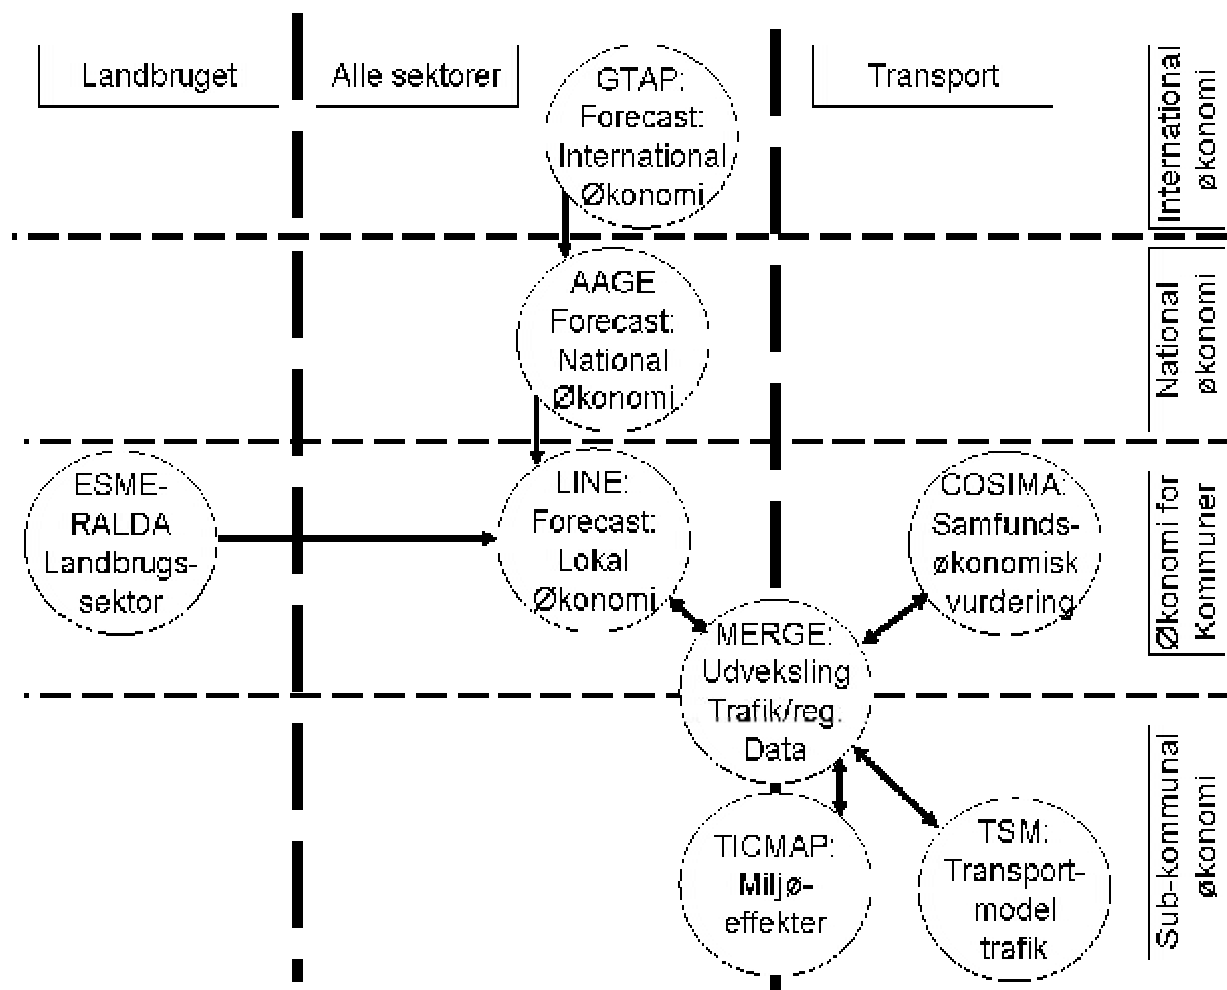 Landbruget
Alle sektorer
GTAP:
Forecast:
International
Økonomi
Transport
International
økonomi
AAGE
Forecast:
National
Økonomi
National
økonomi
ESME-
RALDA
Landbrugs-
sektor
LINE:
Forecast:
Lokal
Økonomi
COSIMA:
Samfunds-
økonomisk
vurdering
Økonomi for
Kommuner
MERGE:
Udveksling
Trafik/reg.
Data
TICMAP:
Miljø-
effekter
TSM:
Transport-
model
trafik
Sub-kommunal
økonomi